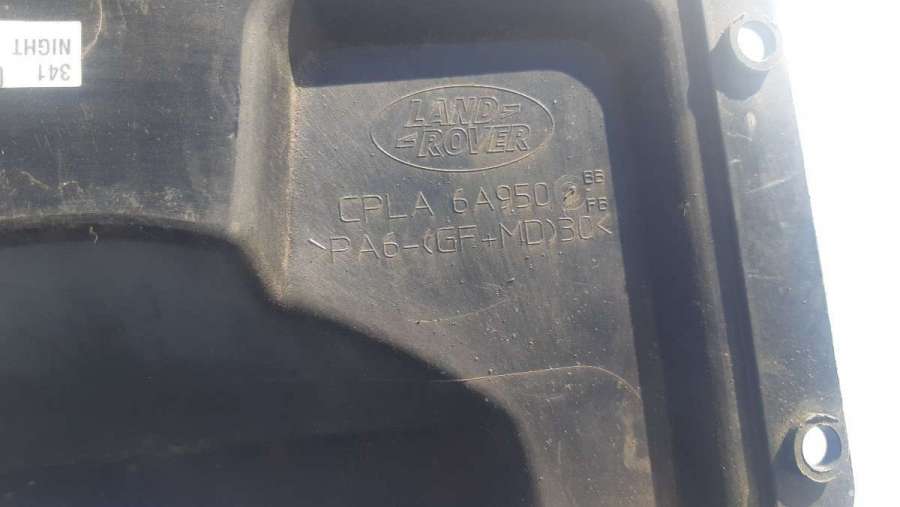 341
NIGHT
LAND-
-ROVER
CPLA 6A950 BB
FB
>PA6-(GF+MD)30<